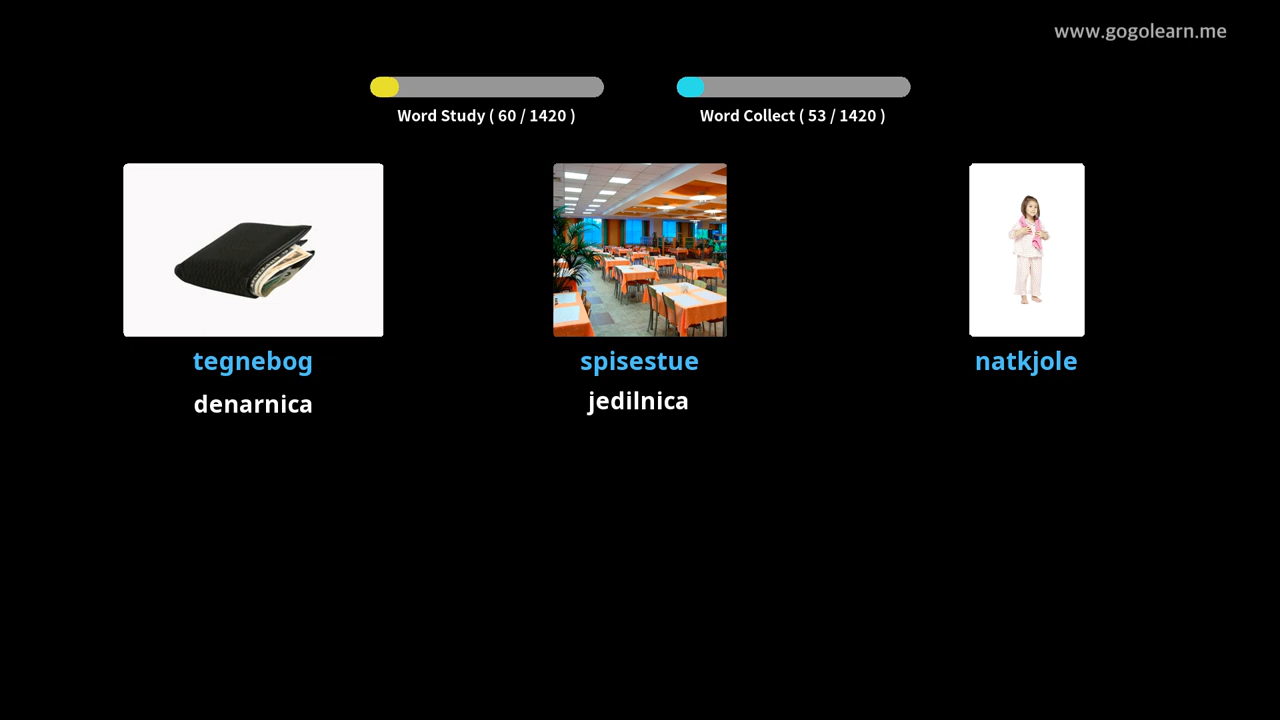 www.gogolearn.me
Word Study ( 60 / 1420 )
Word Collect ( 53 / 1420 )
tegnebog
denarnica
spisestue
jedilnica
natkjole